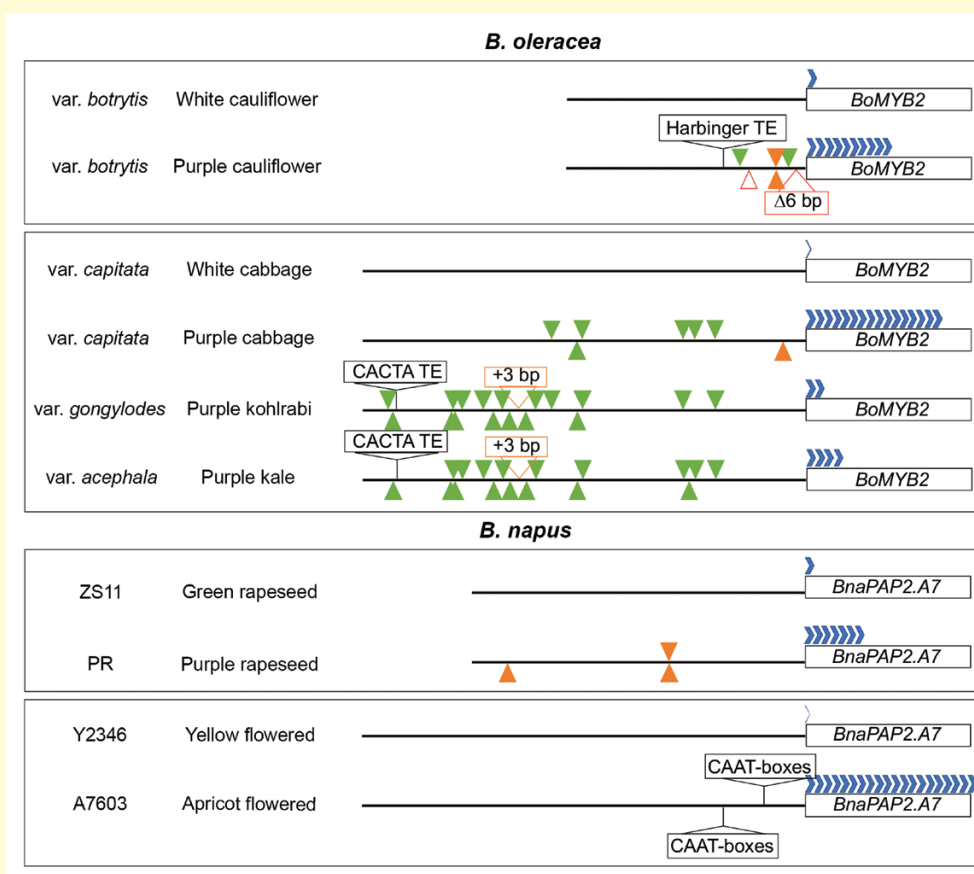 B. oleracea
var. botrytis White cauliflower BoMYB2
Harbinger TE
var. botrytis Purple cauliflower BoMYB2
Δ6 bp
var. capitata White cabbage BoMYB2
var. capitata Purple cabbage BoMYB2
CACTA TE +3 bp
var. gongylodes Purple kohlrabi BoMYB2
CACTA TE +3 bp
var. acephala Purple kale BoMYB2
B. napus
ZS11 Green rapeseed BnaPAP2.A7
PR Purple rapeseed BnaPAP2.A7
Y2346 Yellow flowered BnaPAP2.A7
CAAT-boxes
A7603 Apricot flowered BnaPAP2.A7
CAAT-boxes